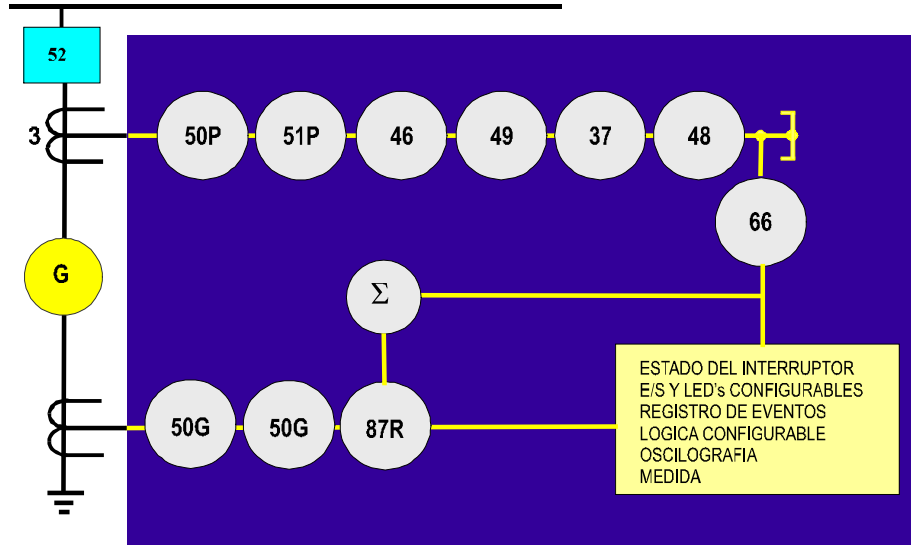 52
3
50P 51P 46 49 37 48
66
G
Σ
50G 50G 87R
ESTADO DEL INTERRUPTOR
E/S Y LED's CONFIGURABLES
REGISTRO DE EVENTOS
LOGICA CONFIGURABLE
OSCILOGRAFIA
MEDIDA